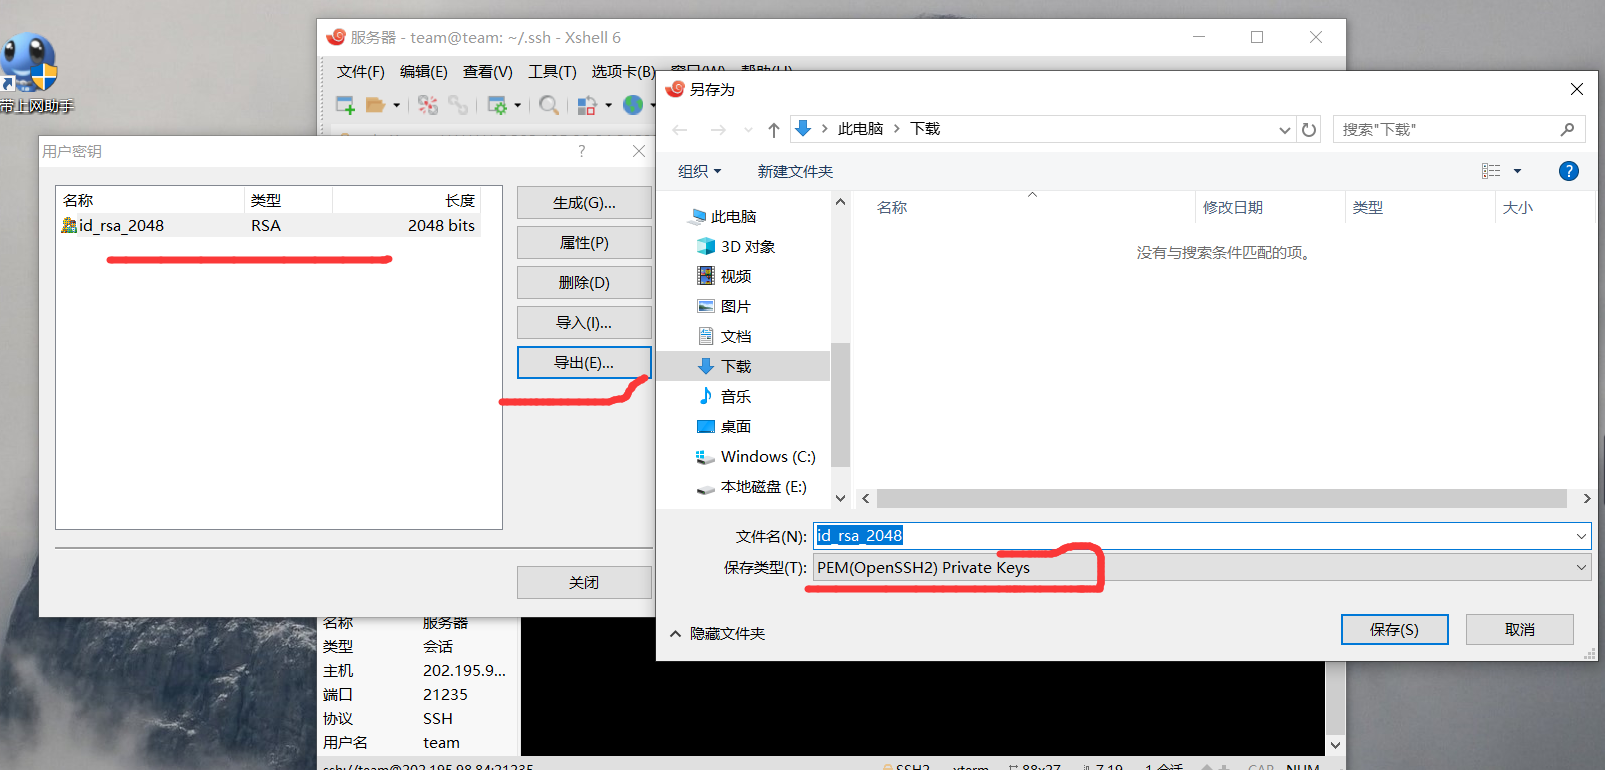 服务器 - team@team: ~/.ssh - Xshell 6
文件(F) 编辑(E) 查看(V) 工具(T) 选项卡(B) 窗口(W) 帮助(H)
带上网助手
用户密钥
?
名称 类型 长度
id_rsa_2048 RSA 2048 bits
生成(G)...
属性(P)
删除(D)
导入(I)...
导出(E)...
关闭
另存为
此电脑 下载
搜索"下载"
组织 新建文件夹
?
此电脑
3D 对象
视频
图片
文档
下载
音乐
桌面
Windows (C:)
本地磁盘 (E:)
名称 修改日期 类型 大小
没有与搜索条件匹配的项。
文件名(N): id_rsa_2048
保存类型(T): PEM(OpenSSH2) Private Keys
隐藏文件夹
保存(S) 取消
名称 服务器
类型 会话
主机 202.195.9...
端口 21235
协议 SSH
用户名 team
ssh://team@202.195.98.84:21235 SSH2 xterm 88x27 7,19 1 会话 CAP NUM